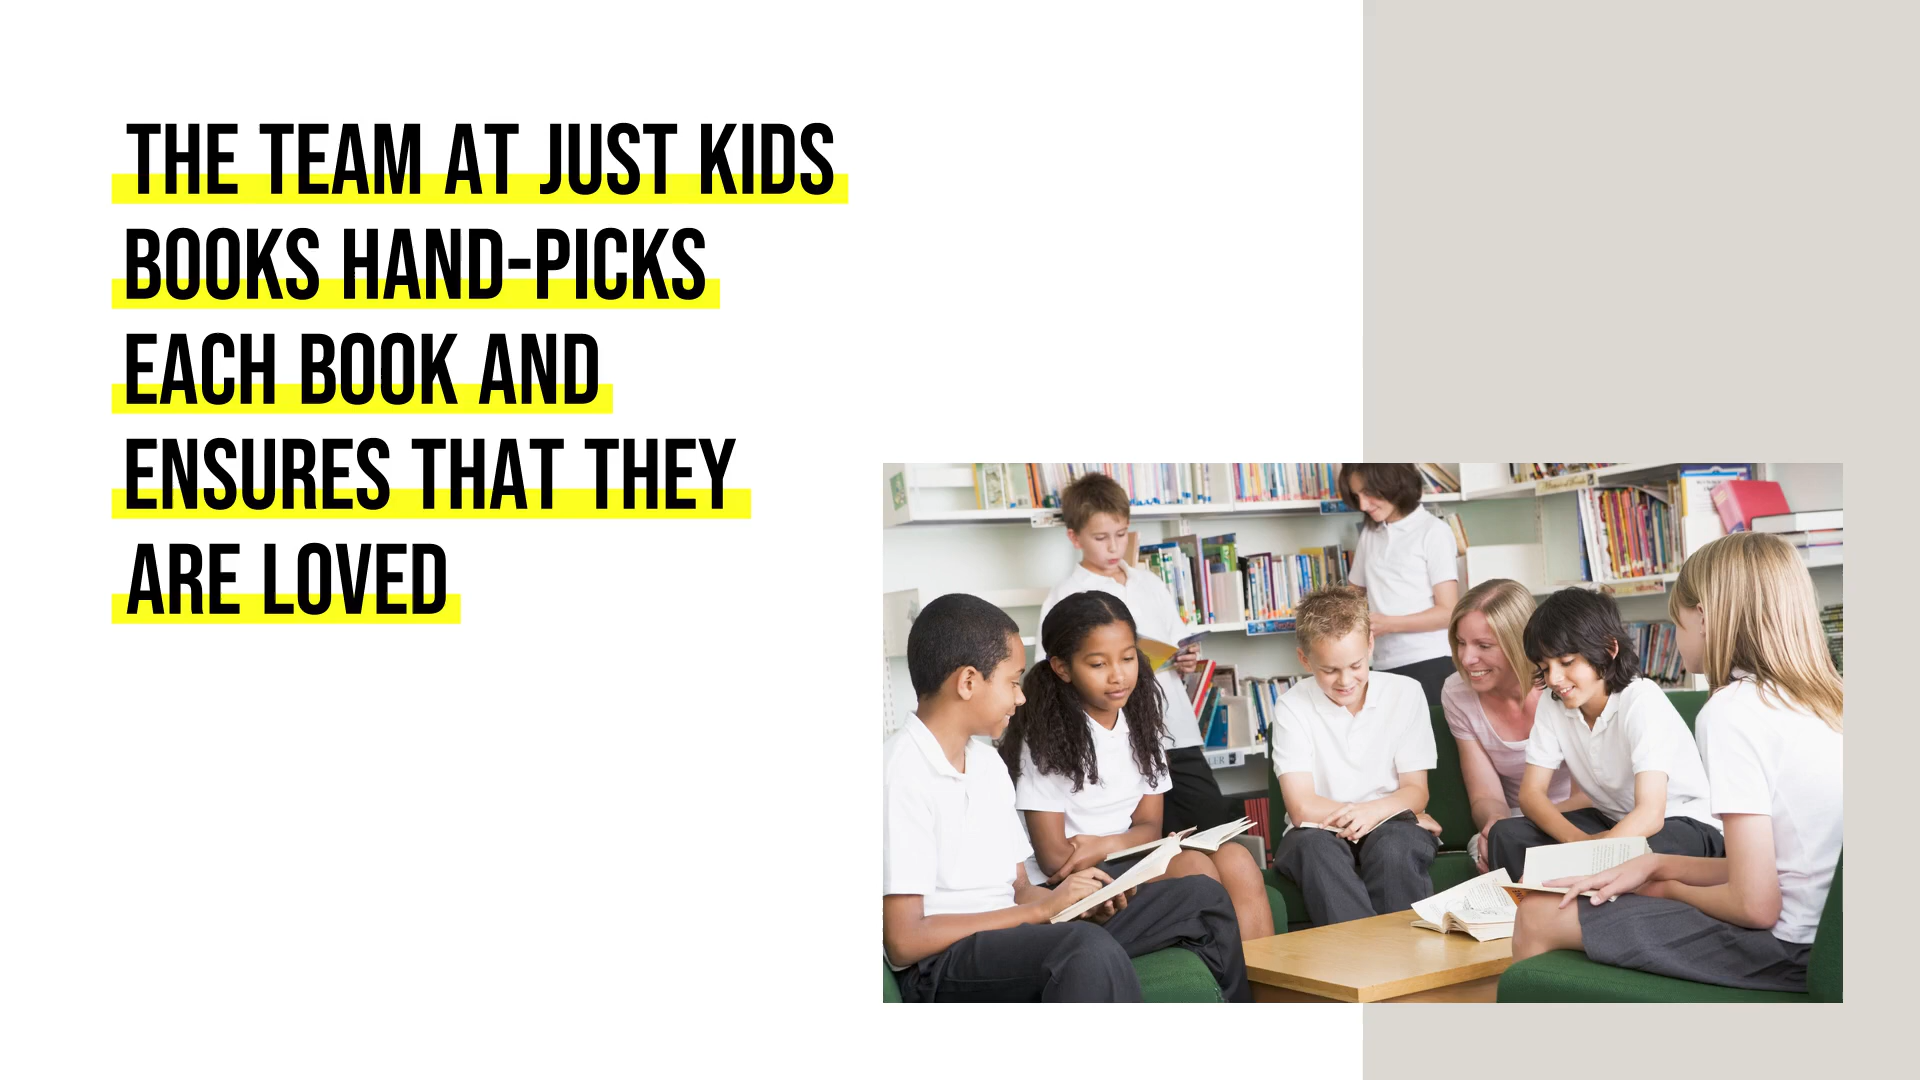 THE TEAM AT JUST KIDS
BOOKS HAND-PICKS
EACH BOOK AND
ENSURES THAT THEY
ARE LOVED